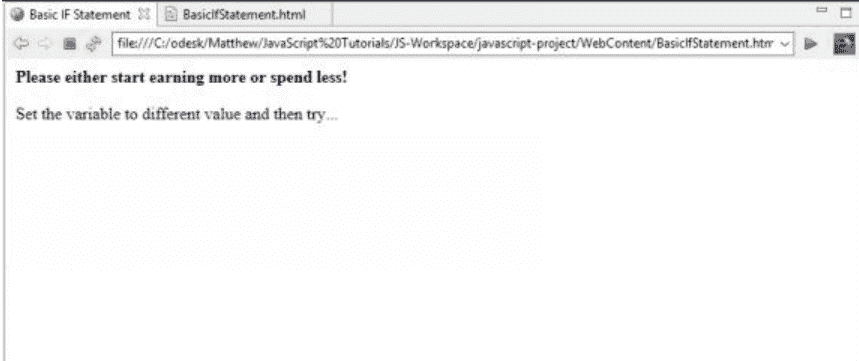 Basic IF Statement BasicIfStatement.html
file:///C:/odesk/Matthew/JavaScript%20Tutorials/JS-Workspace/javascript-project/WebContent/BasicIfStatement.htm
Please either start earning more or spend less!
Set the variable to different value and then try...